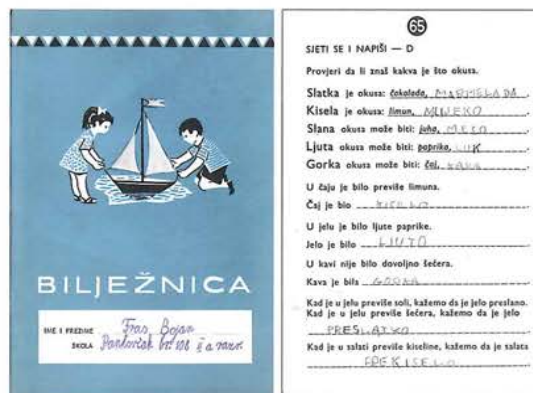 BILJEŽNICA
IME I PREZIME Fras Bojan
ŠKOLA Pantovčak br. 108 II a razr.
65
SJETI SE I NAPIŠI — D
Provjeri da li znaš kakva je što okusa.
Slatka je okusa: čokolada, MARMELADA.
Kisela je okusa: limun, MLIJEKO.
Slana okusa može biti: juha, MESO.
Ljuta okusa može biti: paprika, LUK
Gorka okusa može biti: čaj, KAVA.
U čaju je bilo previše limuna.
Čaj je bio KISELO
U jelu je bilo ljute paprike.
Jelo je bilo LJUTO
U kavi nije bilo dovoljno šećera.
Kava je bila GORKA
Kad je u jelu previše soli, kažemo da je jelo preslano.
Kad je u jelu previše šećera, kažemo da je jelo
PRESLATKO
Kad je u salati previše kiseline, kažemo da je salata
PREKISELO